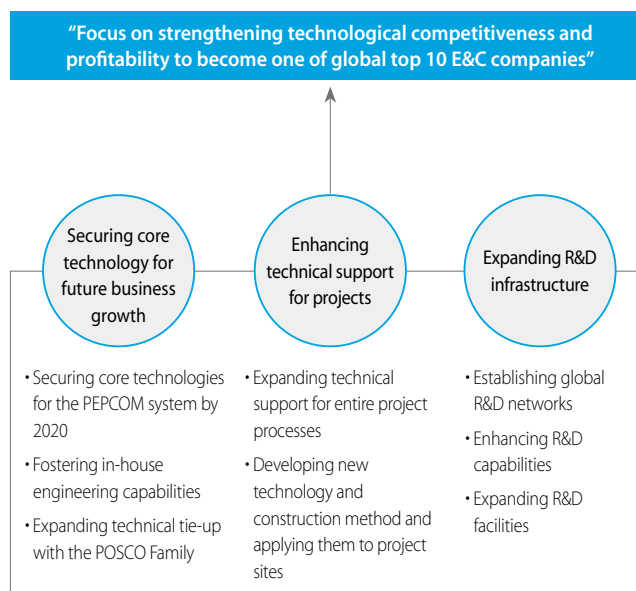 “Focus on strengthening technological competitiveness and
profitability to become one of global top 10 E&C companies”
Securing core
technology for
future business
growth
Enhancing
technical support
for projects
Expanding R&D
infrastructure
• Securing core technologies
for the PEPCOM system by
2020
• Fostering in-house
engineering capabilities
• Expanding technical tie-up
with the POSCO Family
• Expanding technical
support for entire project
processes
• Developing new
technology and
construction method and
applying them to project
sites
• Establishing global
R&D networks
• Enhancing R&D
capabilities
• Expanding R&D
facilities